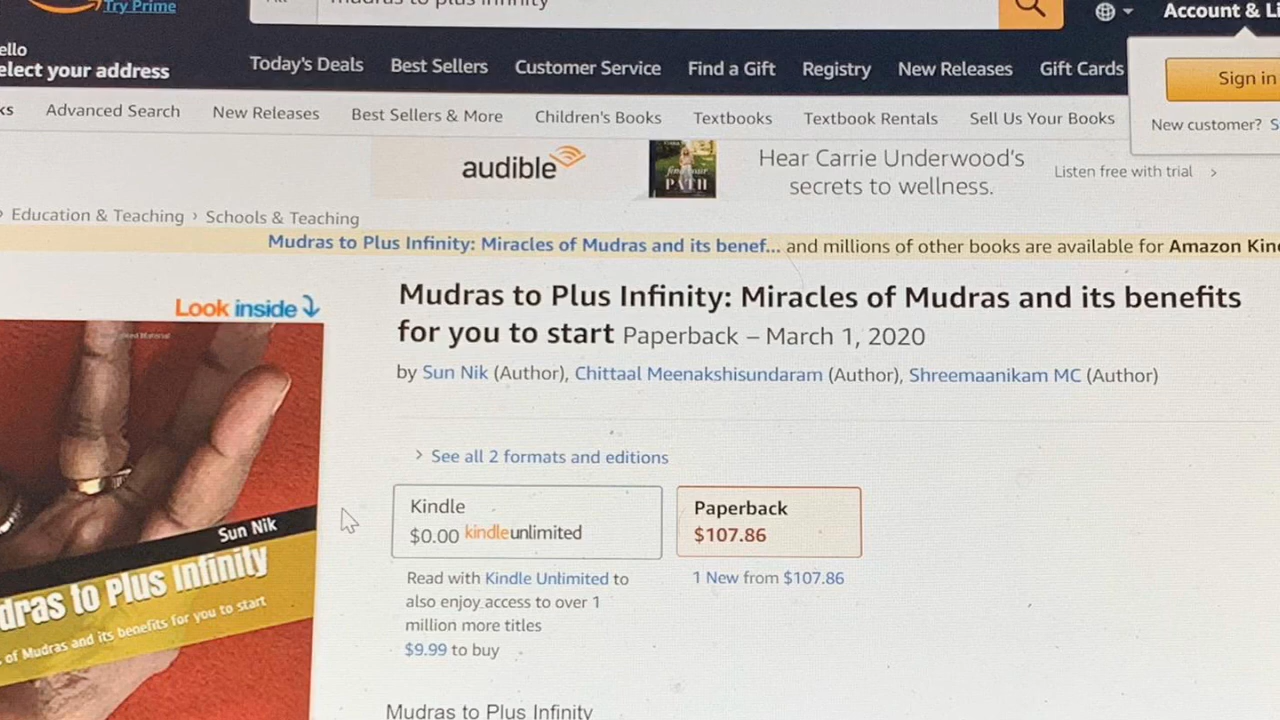 Try Prime
mudras to plus infinity
Account & Li
ello
elect your address
Today's Deals Best Sellers Customer Service Find a Gift Registry New Releases Gift Cards
Sign in
ks Advanced Search New Releases Best Sellers & More Children's Books Textbooks Textbook Rentals Sell Us Your Books
New customer? S
audible
find your
PATH
Hear Carrie Underwood's
secrets to wellness.
Listen free with trial ›
› Education & Teaching › Schools & Teaching
Mudras to Plus Infinity: Miracles of Mudras and its benef... and millions of other books are available for Amazon Kin
Look inside
Mudras to Plus Infinity: Miracles of Mudras and its benefits
for you to start Paperback – March 1, 2020
by Sun Nik (Author), Chittaal Meenakshisundaram (Author), Shreemaanikam MC (Author)
› See all 2 formats and editions
Kindle
$0.00 kindleunlimited
Paperback
$107.86
Read with Kindle Unlimited to
also enjoy access to over 1
million more titles
$9.99 to buy
1 New from $107.86
Sun Nik
dras to Plus Infinity
of Mudras and its benefits for you to start
Mudras to Plus Infinity